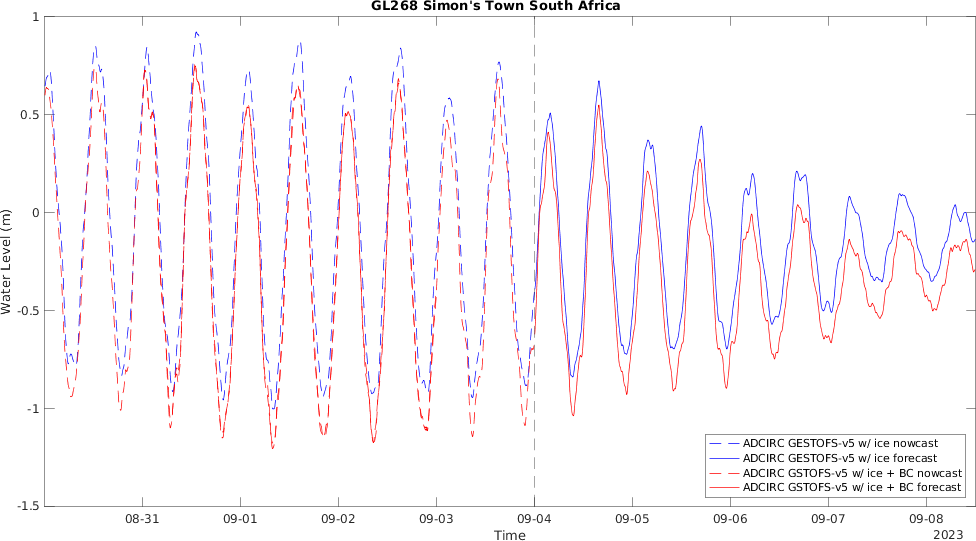 GL268 Simon's Town South Africa
Water Level (m)
1
0.5
0
-0.5
-1
-1.5
ADCIRC GESTOFS-v5 w/ ice nowcast
ADCIRC GESTOFS-v5 w/ ice forecast
ADCIRC GSTOFS-v5 w/ ice + BC nowcast
ADCIRC GSTOFS-v5 w/ ice + BC forecast
08-31 09-01 09-02 09-03 09-04 09-05 09-06 09-07 09-08
Time
2023